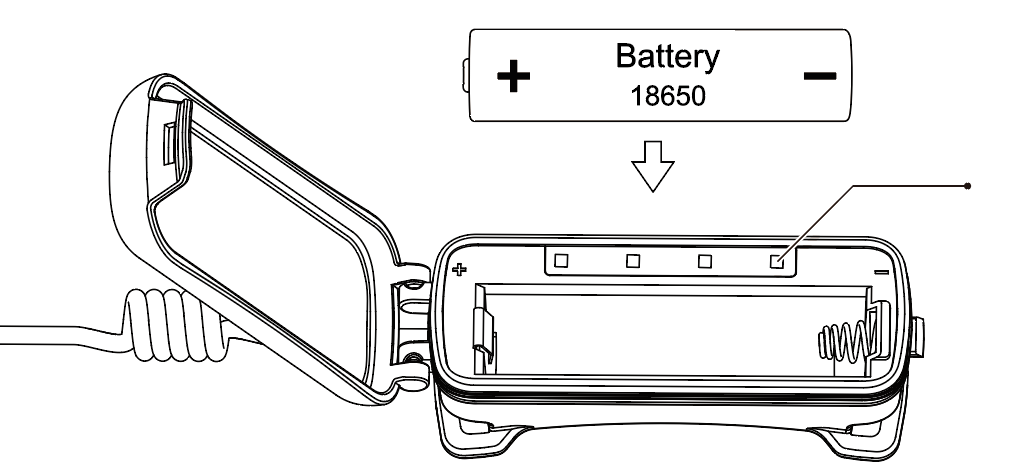 Battery
+ −
18650
+ −